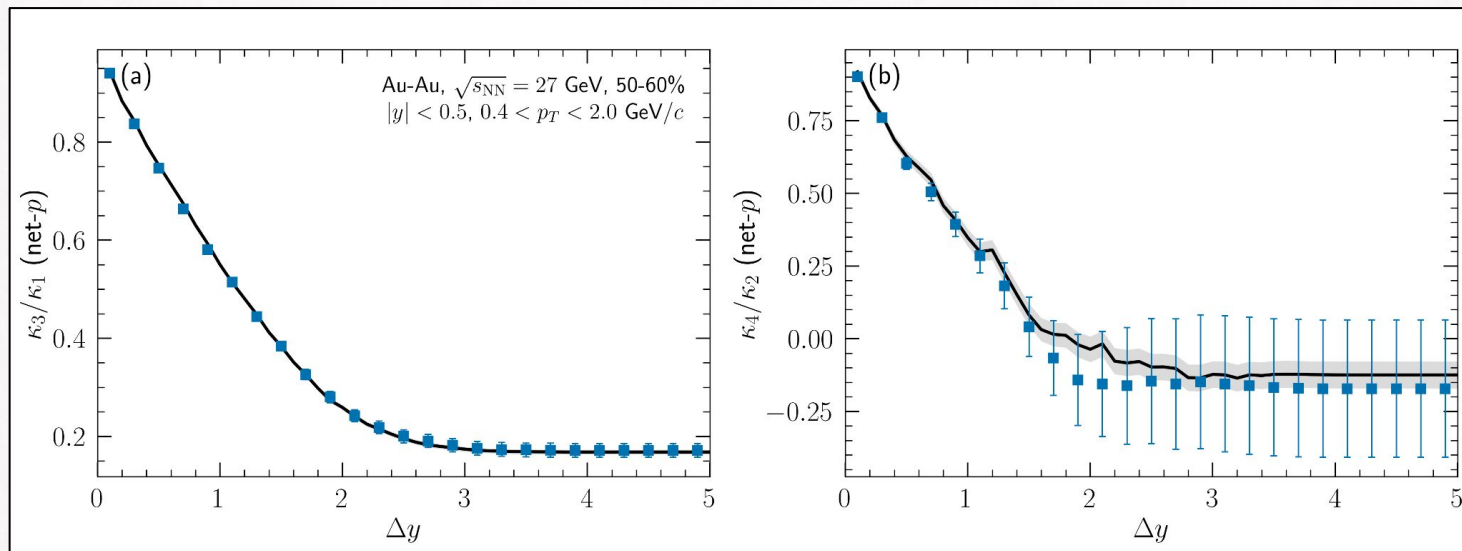 (a)
Au-Au, √sNN = 27 GeV, 50-60%
|y| < 0.5, 0.4 < pT < 2.0 GeV/c
κ3/κ1 (net-p)
0.8
0.6
0.4
0.2
0 1 2 3 4 5
Δy
(b)
κ4/κ2 (net-p)
0.75
0.50
0.25
0.00
−0.25
0 1 2 3 4 5
Δy